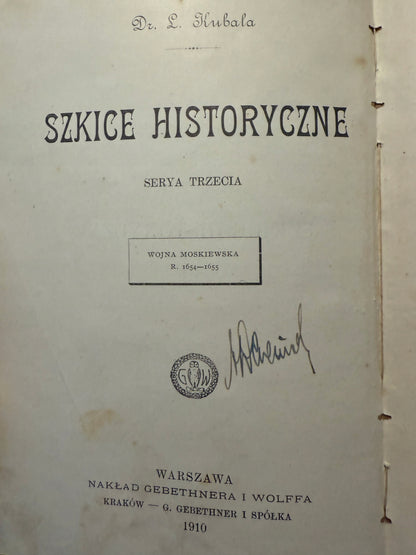 Dr. L. Kubala
SZKICE HISTORYCZNE
SERYA TRZECIA
WOJNA MOSKIEWSKA
R. 1654—1655
G W
WARSZAWA
NAKŁAD GEBETHNERA I WOLFFA
KRAKÓW — G. GEBETHNER I SPÓŁKA
1910